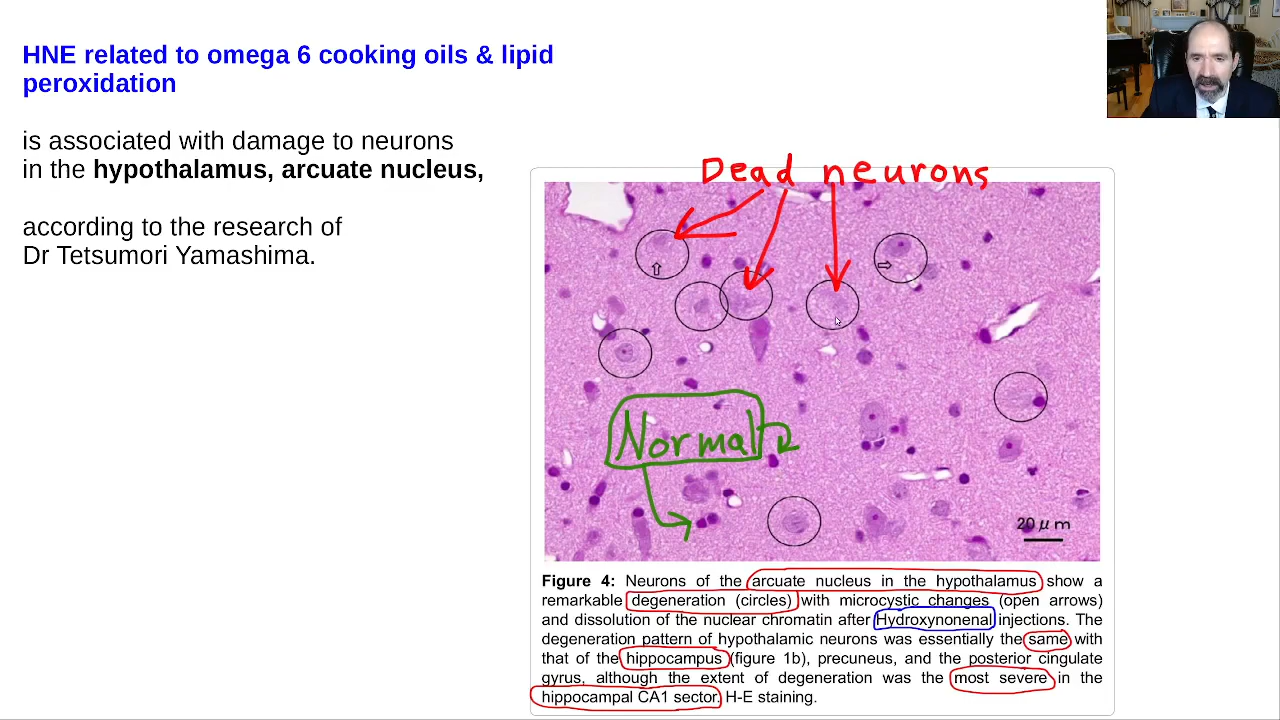 HNE related to omega 6 cooking oils & lipid
peroxidation
is associated with damage to neurons
in the hypothalamus, arcuate nucleus,
according to the research of
Dr Tetsumori Yamashima.
Dead neurons
Normal
20 μ m
Figure 4: Neurons of the arcuate nucleus in the hypothalamus show a
remarkable degeneration (circles) with microcystic changes (open arrows)
and dissolution of the nuclear chromatin after Hydroxynonenal injections. The
degeneration pattern of hypothalamic neurons was essentially the same with
that of the hippocampus (figure 1b), precuneus, and the posterior cingulate
gyrus, although the extent of degeneration was the most severe in the
hippocampal CA1 sector. H-E staining.